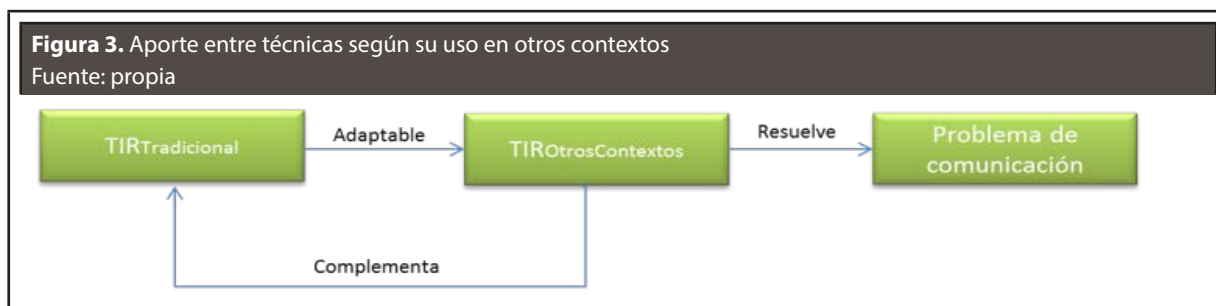 Figura 3. Aporte entre técnicas según su uso en otros contextos
Fuente: propia
TIRTradicional
Adaptable
TIROtrosContextos
Resuelve
Problema de
comunicación
Complementa